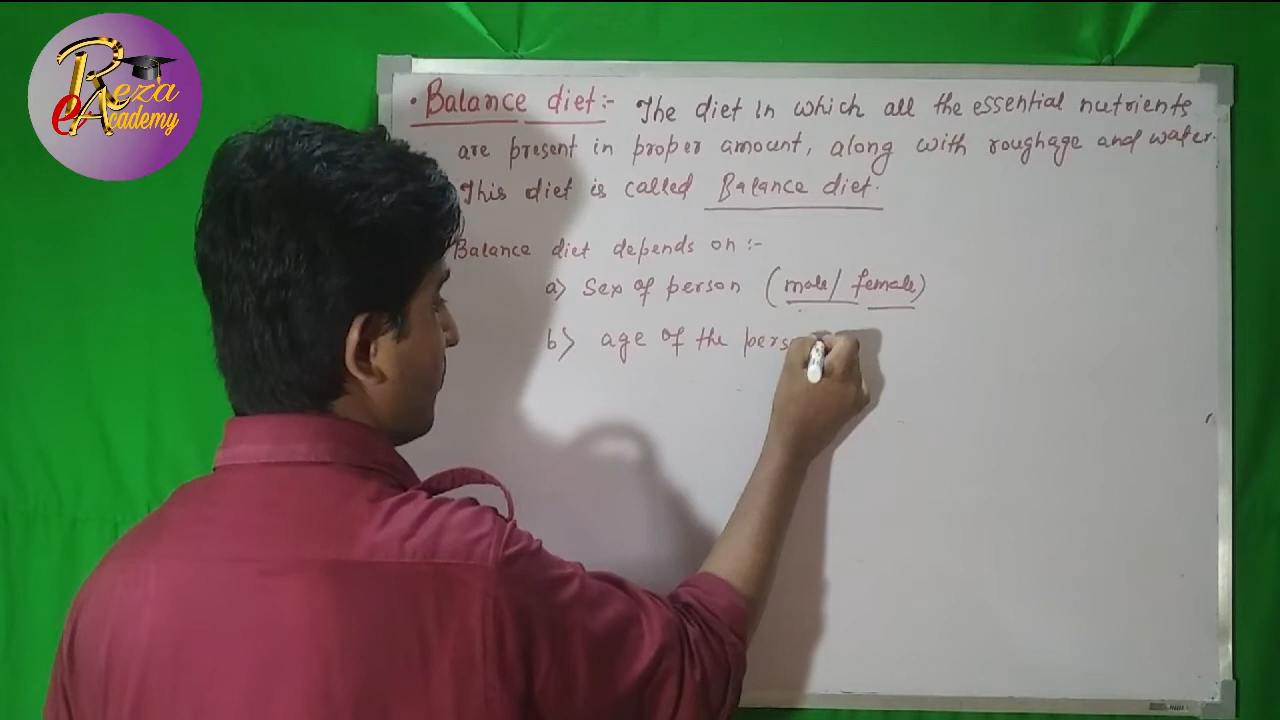 Reza
eAcademy
• Balance diet :- The diet in which all the essential nutrients
are present in proper amount, along with roughage and water.
This diet is called Balance diet.
Balance diet depends on :-
a) Sex of person (male/ female)
b) age of the pers